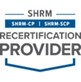 SHRM
SHRM-CP | SHRM-SCP
RECERTIFICATION
PROVIDER